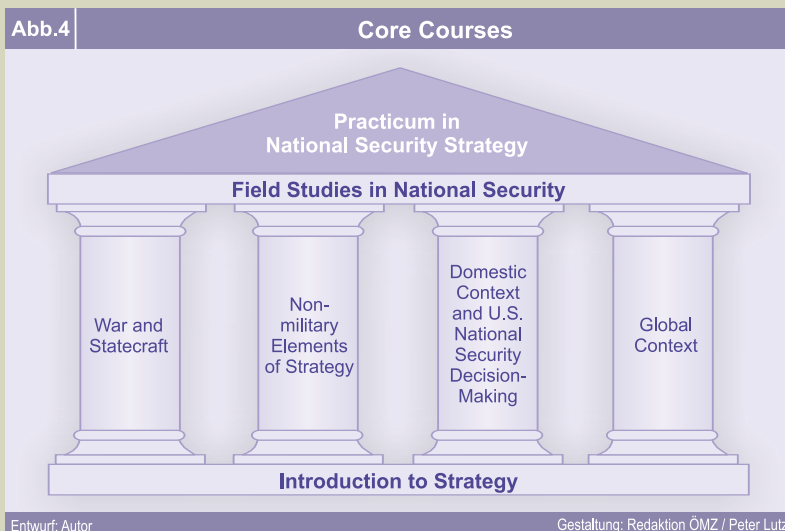 Abb.4
Core Courses
Practicum in
National Security Strategy
Field Studies in National Security
War and
Statecraft
Non-
military
Elements
of Strategy
Domestic
Context
and U.S.
National
Security
Decision-
Making
Global
Context
Introduction to Strategy
Entwurf: Autor
Gestaltung: Redaktion ÖMZ / Peter Lutz